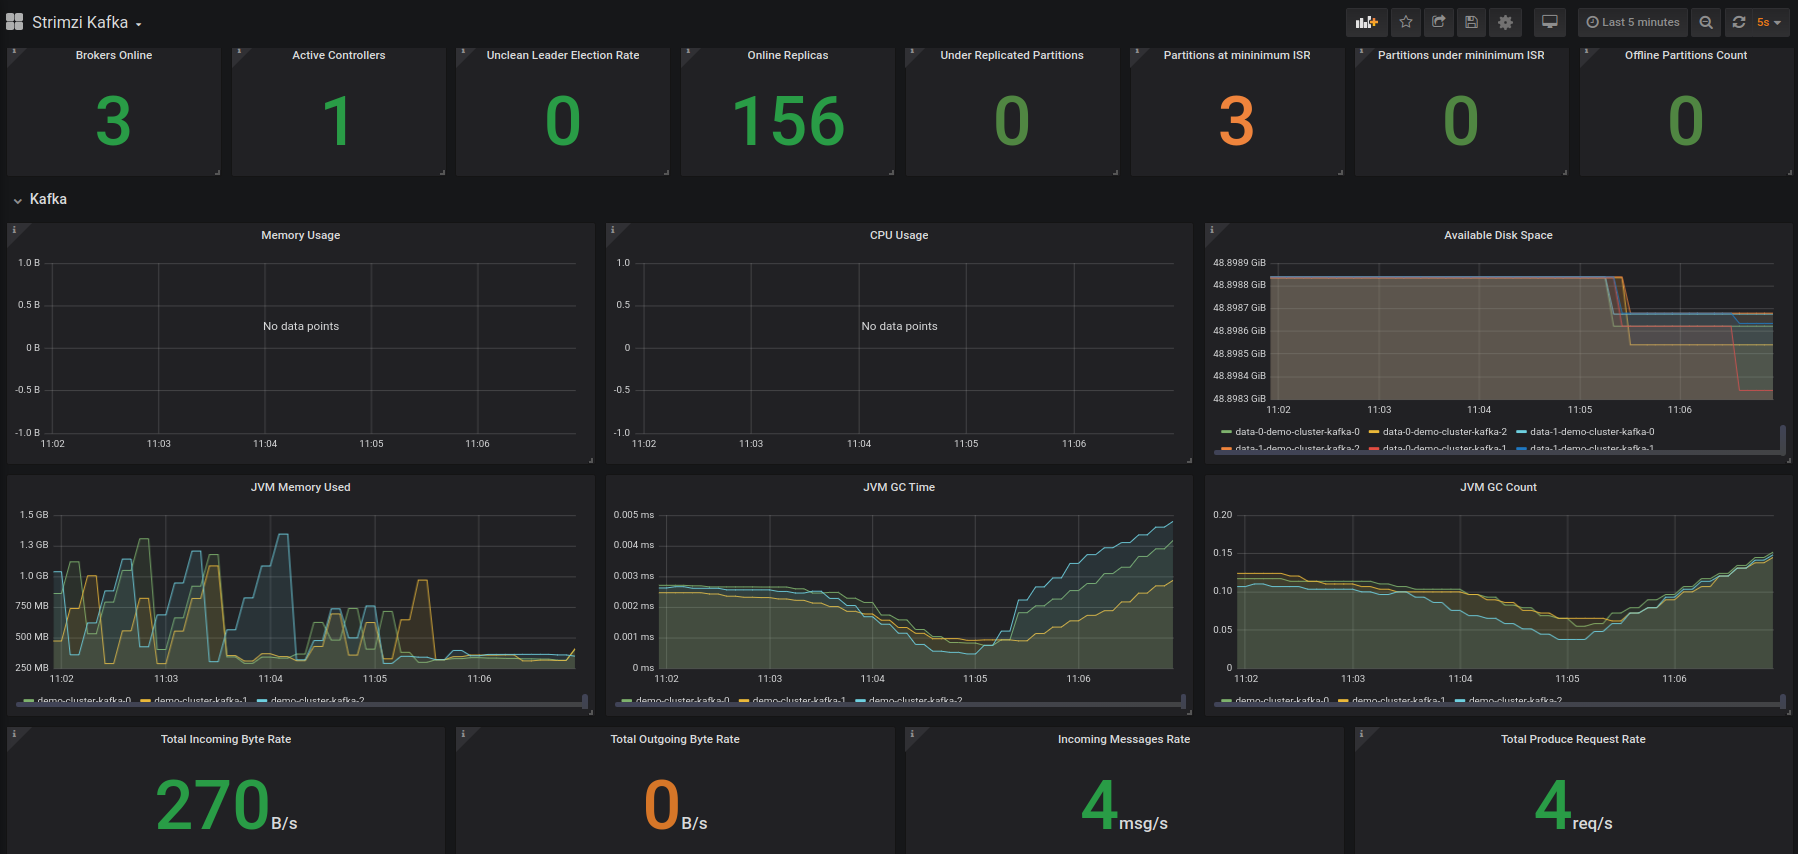 Strimzi Kafka
Last 5 minutes
5s
Brokers Online
3
Active Controllers
1
Unclean Leader Election Rate
0
Online Replicas
156
Under Replicated Partitions
0
Partitions at mininimum ISR
3
Partitions under mininimum ISR
0
Offline Partitions Count
0
Kafka
Memory Usage
1.0 B
0.5 B
0 B
-0.5 B
-1.0 B
No data points
11:02 11:03 11:04 11:05 11:06
CPU Usage
1.0
0.5
0
-0.5
-1.0
No data points
11:02 11:03 11:04 11:05 11:06
Available Disk Space
48.8989 GiB
48.8988 GiB
48.8987 GiB
48.8986 GiB
48.8985 GiB
48.8984 GiB
48.8983 GiB
11:02 11:03 11:04 11:05 11:06
data-0-demo-cluster-kafka-0 data-0-demo-cluster-kafka-2 data-1-demo-cluster-kafka-0
data-1-demo-cluster-kafka-2 data-0-demo-cluster-kafka-1 data-1-demo-cluster-kafka-1
JVM Memory Used
1.5 GB
1.3 GB
1.0 GB
750 MB
500 MB
250 MB
11:02 11:03 11:04 11:05 11:06
demo-cluster-kafka-0 demo-cluster-kafka-1 demo-cluster-kafka-2
JVM GC Time
0.005 ms
0.004 ms
0.003 ms
0.002 ms
0.001 ms
0 ms
11:02 11:03 11:04 11:05 11:06
demo-cluster-kafka-0 demo-cluster-kafka-1 demo-cluster-kafka-2
JVM GC Count
0.20
0.15
0.10
0.05
0
11:02 11:03 11:04 11:05 11:06
demo-cluster-kafka-0 demo-cluster-kafka-1 demo-cluster-kafka-2
Total Incoming Byte Rate
270 B/s
Total Outgoing Byte Rate
0 B/s
Incoming Messages Rate
4 msg/s
Total Produce Request Rate
4 req/s